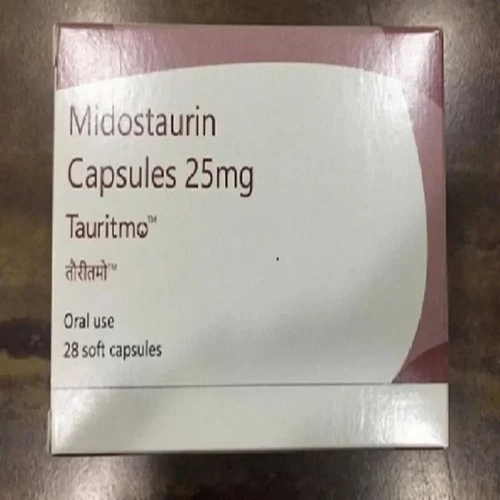 Midostaurin
Capsules 25mg
Tauritmo™
तौरीतमो™
Oral use
28 soft capsules